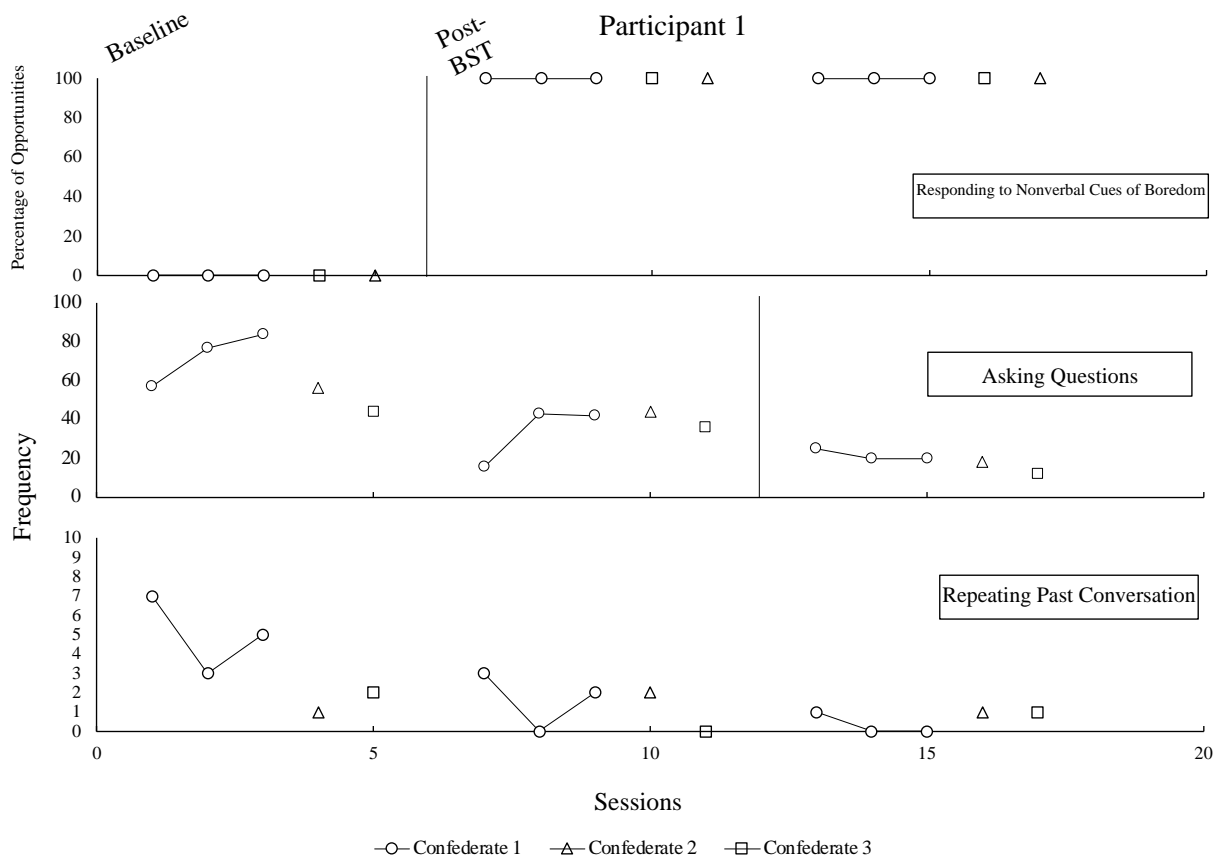 Participant 1
Baseline
Post-
BST
Percentage of Opportunities
100
80
60
40
20
0
Responding to Nonverbal Cues of Boredom
Frequency
100
80
60
40
20
0
Asking Questions
10
9
8
7
6
5
4
3
2
1
0
Repeating Past Conversation
0 5 10 15 20
Sessions
Confederate 1 Confederate 2 Confederate 3